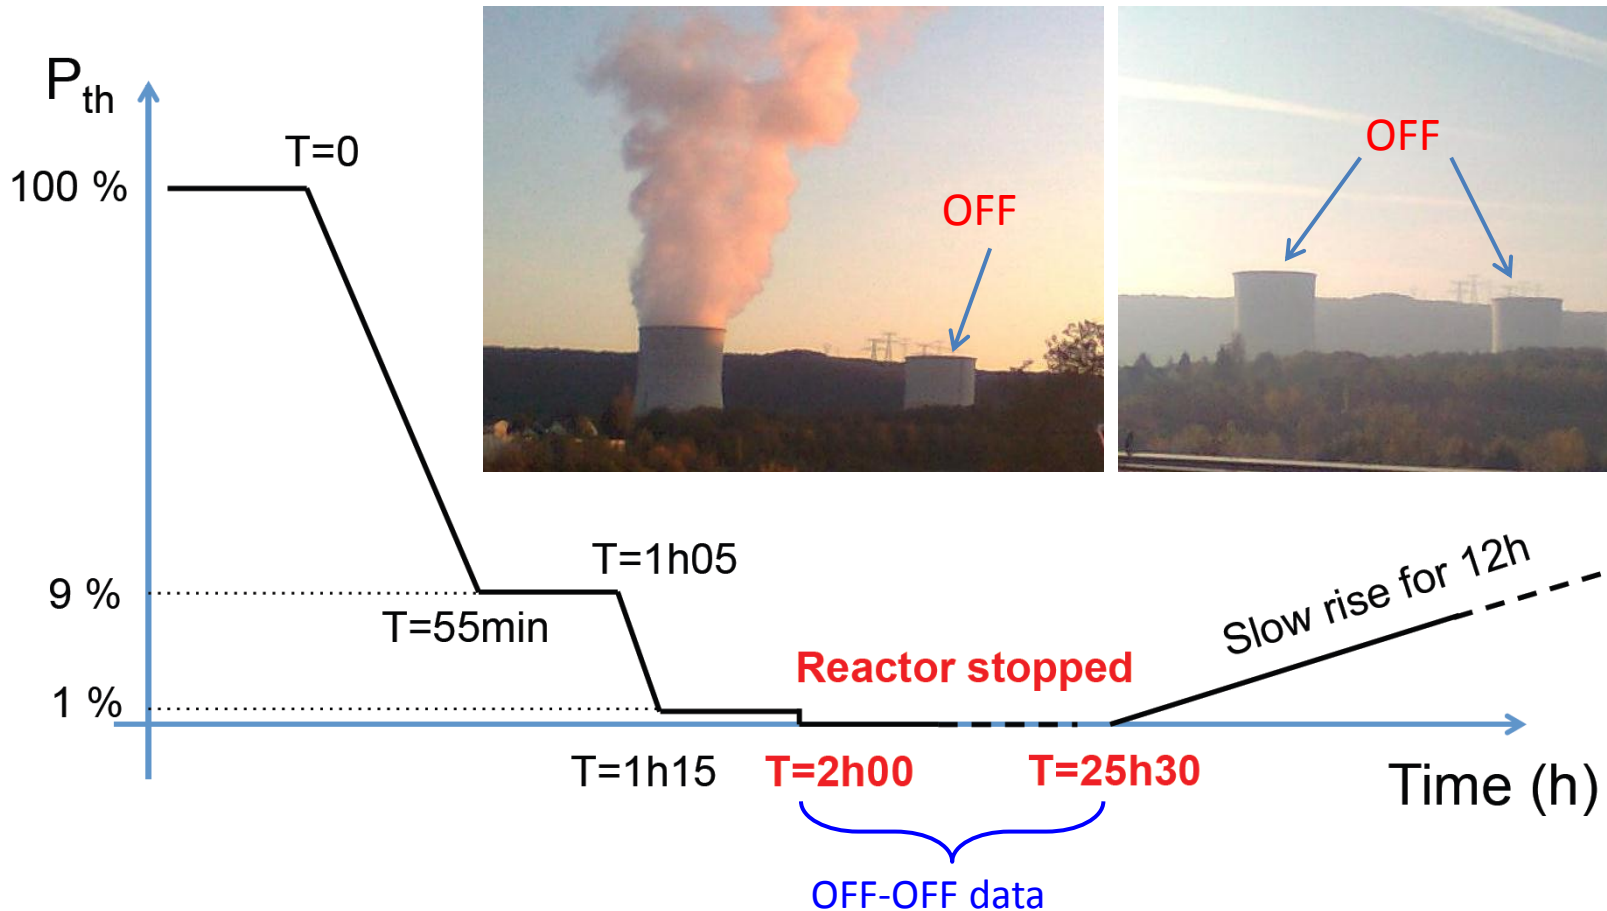 P_th
T=0
100 %
OFF
OFF
T=1h05
9 %
T=55min
Slow rise for 12h
Reactor stopped
1 %
T=1h15
T=2h00
T=25h30
Time (h)
OFF-OFF data